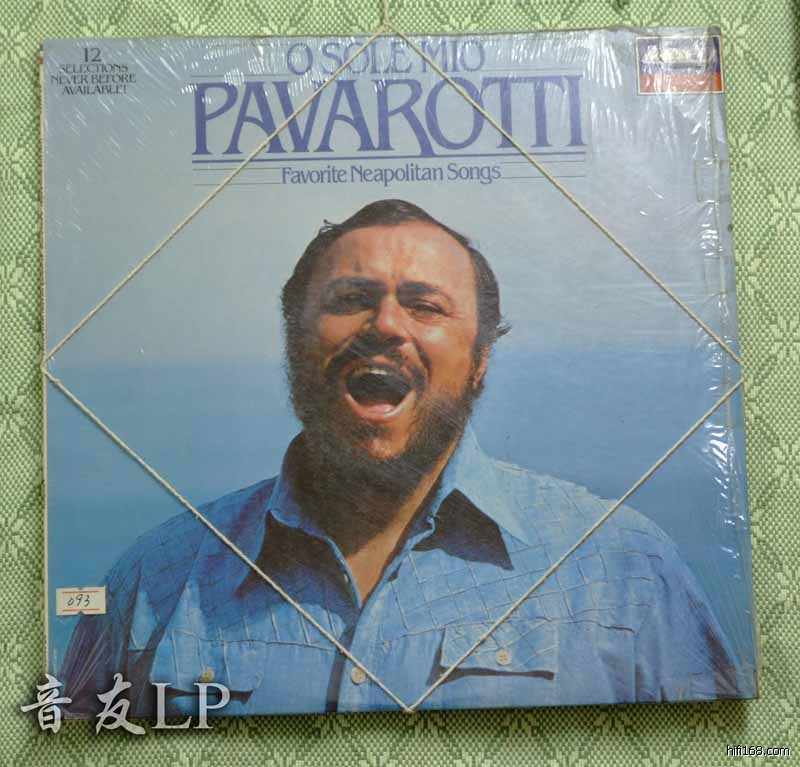 12
SELECTIONS
NEVER BEFORE
AVAILABLE!
O SOLE MIO
PAVAROTTI
Favorite Neapolitan Songs
093
音友LP
hifi168.com